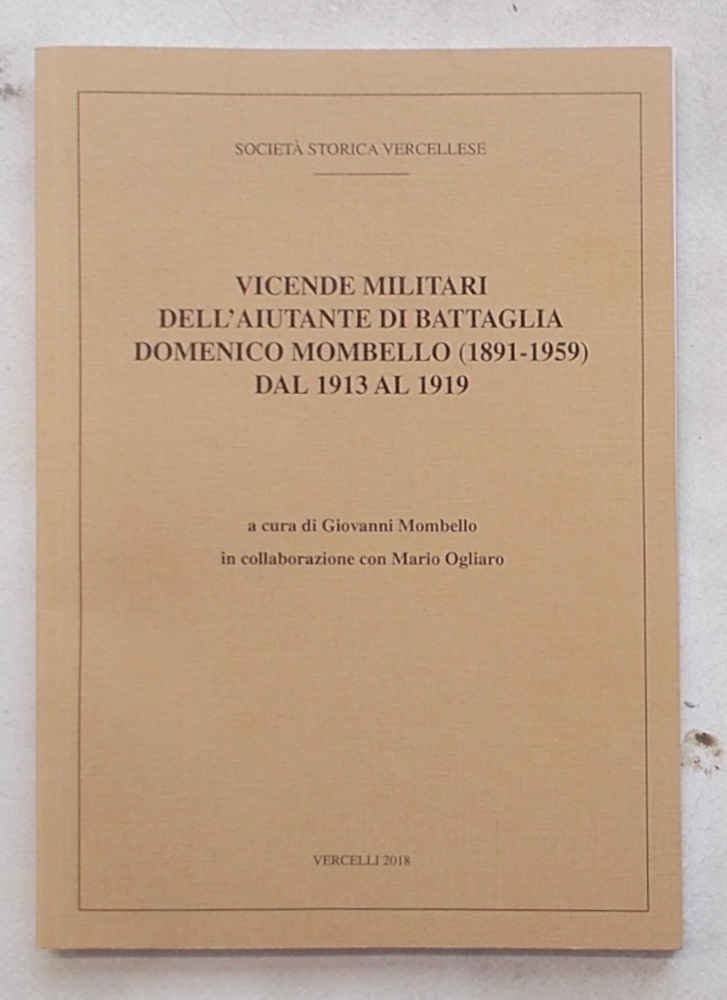 SOCIETÀ STORICA VERCELLESE
VICENDE MILITARI
DELL'AIUTANTE DI BATTAGLIA
DOMENICO MOMBELLO (1891-1959)
DAL 1913 AL 1919
a cura di Giovanni Mombello
in collaborazione con Mario Ogliaro
VERCELLI 2018